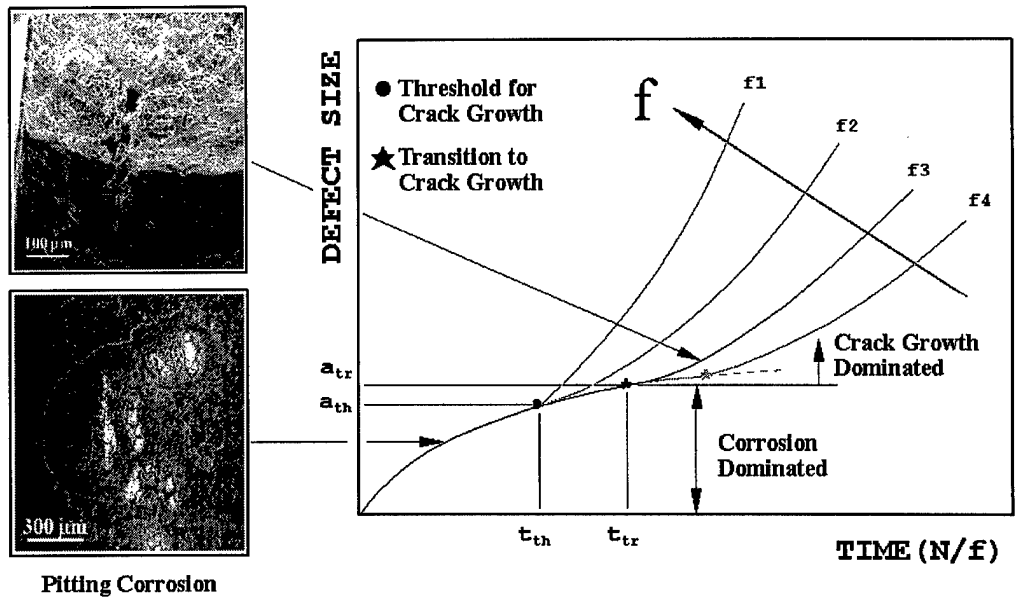 100 μm
300 μm
Pitting Corrosion
DEFECT SIZE
Threshold for
Crack Growth
Transition to
Crack Growth
f
f1
f2
f3
f4
a tr
a th
Crack Growth
Dominated
Corrosion
Dominated
t th
t tr
TIME (N/f)